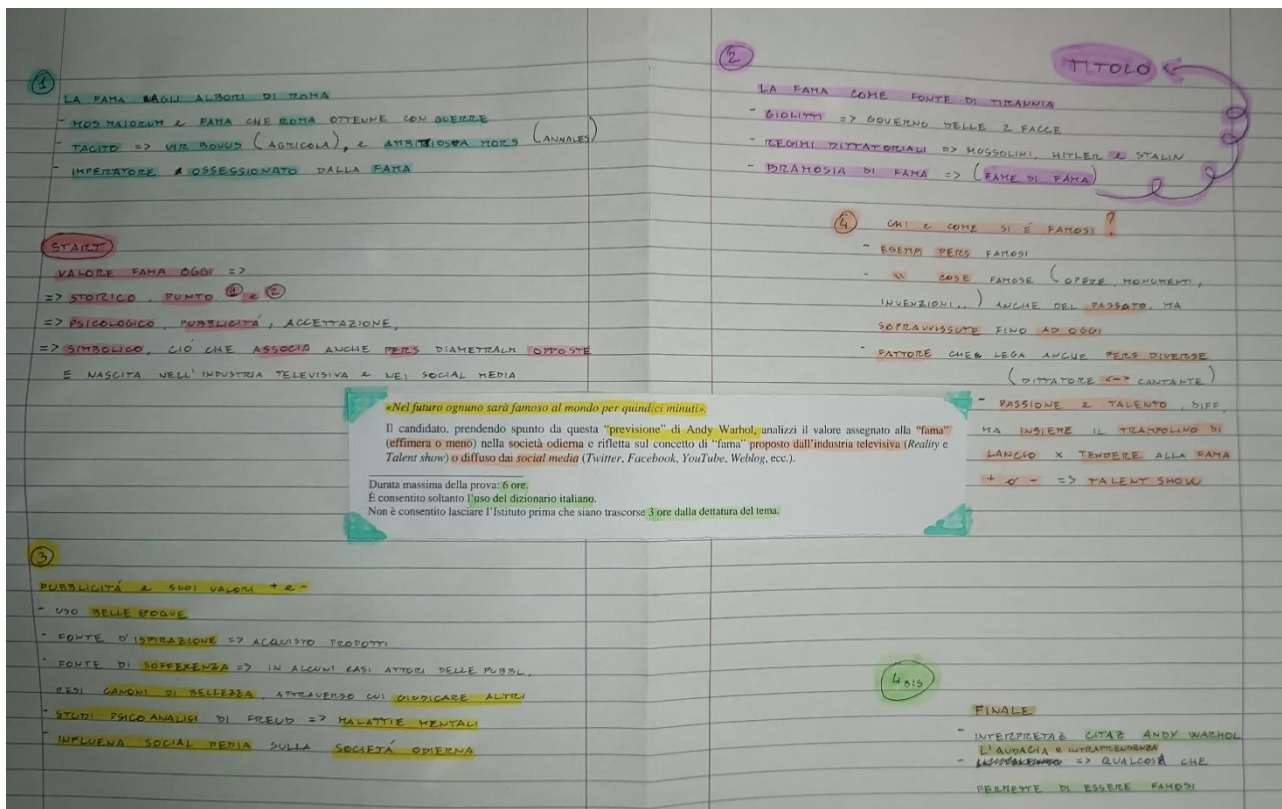 1
LA FAMA DAGLI ALBORI DI ROMA
- MOS MAIORUM E FAMA CHE ROMA OTTENNE CON GUERRE
- TACITO => VIR BONUS (AGRICOLA), E AMBITIOSA MORS (ANNALES)
- IMPERATORE OSSESSIONATO DALLA FAMA
START
VALORE FAMA OGGI =>
=> STORICO, PUNTO 1 E 2
=> PSICOLOGICO, PUBBLICITÁ, ACCETTAZIONE,
=> SIMBOLICO, CIÓ CHE ASSOCIA ANCHE PERS DIAMETRALM OPPOSTE
E NASCITA NELL'INDUSTRIA TELEVISIVA E NEI SOCIAL MEDIA
2
TITOLO
LA FAMA COME FONTE DI TIRANNIA
- GIOLITTI => GOVERNO DELLE 2 FACCE
- REGIMI DITTATORIALI => MUSSOLINI, HITLER E STALIN
- BRAMOSIA DI FAMA => (FAME DI FAMA)
4
CHI E COME SI É FAMOSI?
- ESEMPI PERS FAMOSI
- " COSE FAMOSE (OPERE, MONUMENTI,
INVENZIONI...) ANCHE DEL PASSATO, MA
SOPRAVVISSUTE FINO AD OGGI
- FATTORE CHE LEGA ANCHE PERS DIVERSE
(DITTATORE <-> CANTANTE)
- PASSIONE E TALENTO, DIFF,
MA INSIEME IL TRAMPOLINO DI
LANCIO X TENDERE ALLA FAMA
+ o - => TALENT SHOW
«Nel futuro ognuno sarà famoso al mondo per quindici minuti».
Il candidato, prendendo spunto da questa "previsione" di Andy Warhol, analizzi il valore assegnato alla "fama"
(effimera o meno) nella società odierna e rifletta sul concetto di "fama" proposto dall'industria televisiva (Reality e
Talent show) o diffuso dai social media (Twitter, Facebook, YouTube, Weblog, ecc.).
Durata massima della prova: 6 ore.
È consentito soltanto l'uso del dizionario italiano.
Non è consentito lasciare l'Istituto prima che siano trascorse 3 ore dalla dettatura del tema.
3
PUBBLICITÁ E SUOI VALORI + e -
- USO BELLE EPOQUE
- FONTE D'ISPIRAZIONE => ACQUISTO PRODOTTI
- FONTE DI SOFFERENZA => IN ALCUNI CASI ATTORI DELLE PUBBL,
RESI CANONI DI BELLEZZA, ATTRAVERSO CUI GIUDICARE ALTRI
- STUDI PSICOANALISI DI FREUD => MALATTIE MENTALI
- INFLUENA SOCIAL MEDIA SULLA SOCIETÁ ODIERNA
4 BIS
FINALE
- INTERPRETAZ CITAZ ANDY WARHOL
L'AUDACIA E INTRAPRENDENZA
- => QUALCOSA CHE
PERMETTE DI ESSERE FAMOSI